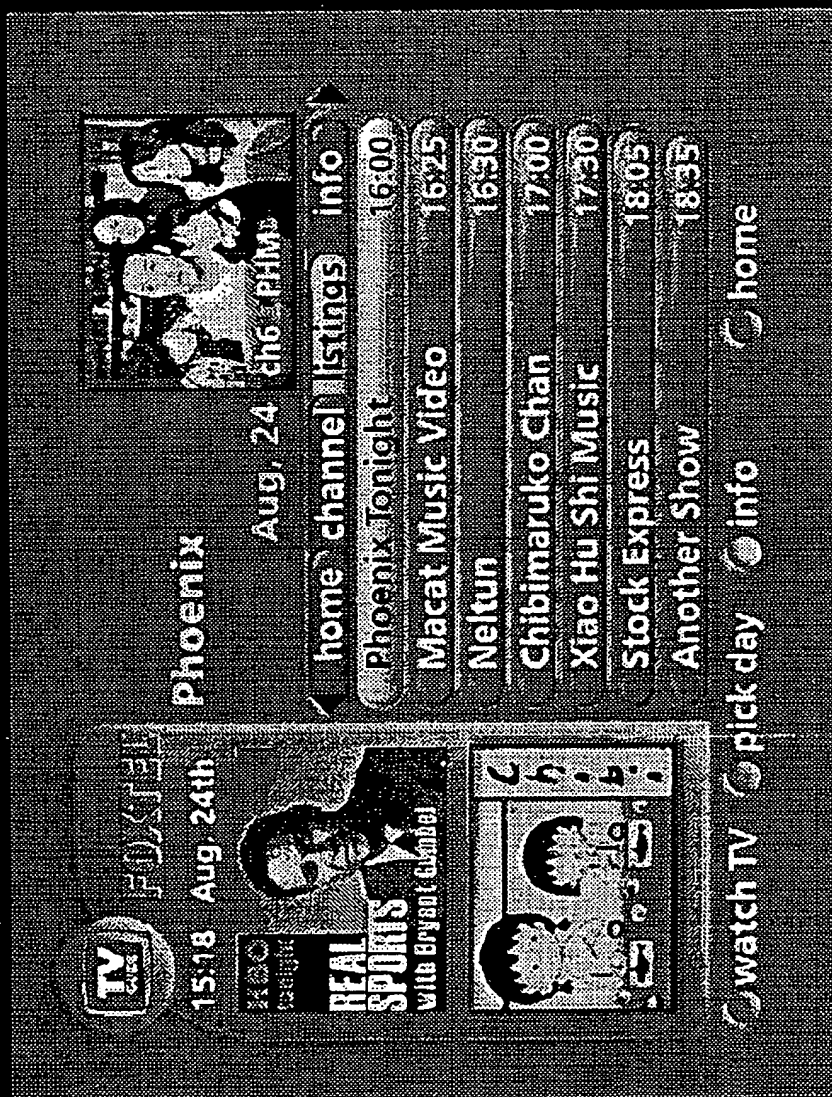 TV
GUIDE
FOXTEL
15:18 Aug, 24th
HBO
tonight
REAL
SPORTS
with Bryant Gumbel
Chibi
Phoenix
Aug, 24
ch6 : PHM
home channel listings info
Phoenix Tonight 16:00
Macat Music Video 16:25
Neltun 16:30
Chibimaruko Chan 17:00
Xiao Hu Shi Music 17:30
Stock Express 18:05
Another Show 18:35
watch TV pick day info home